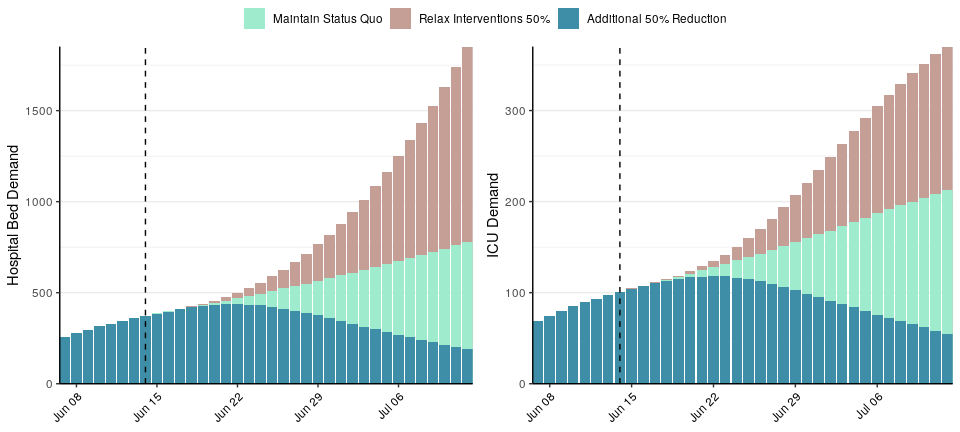 Maintain Status Quo Relax Interventions 50% Additional 50% Reduction
Hospital Bed Demand
1500
1000
500
0
Jun 08 Jun 15 Jun 22 Jun 29 Jul 06
ICU Demand
300
200
100
0
Jun 08 Jun 15 Jun 22 Jun 29 Jul 06